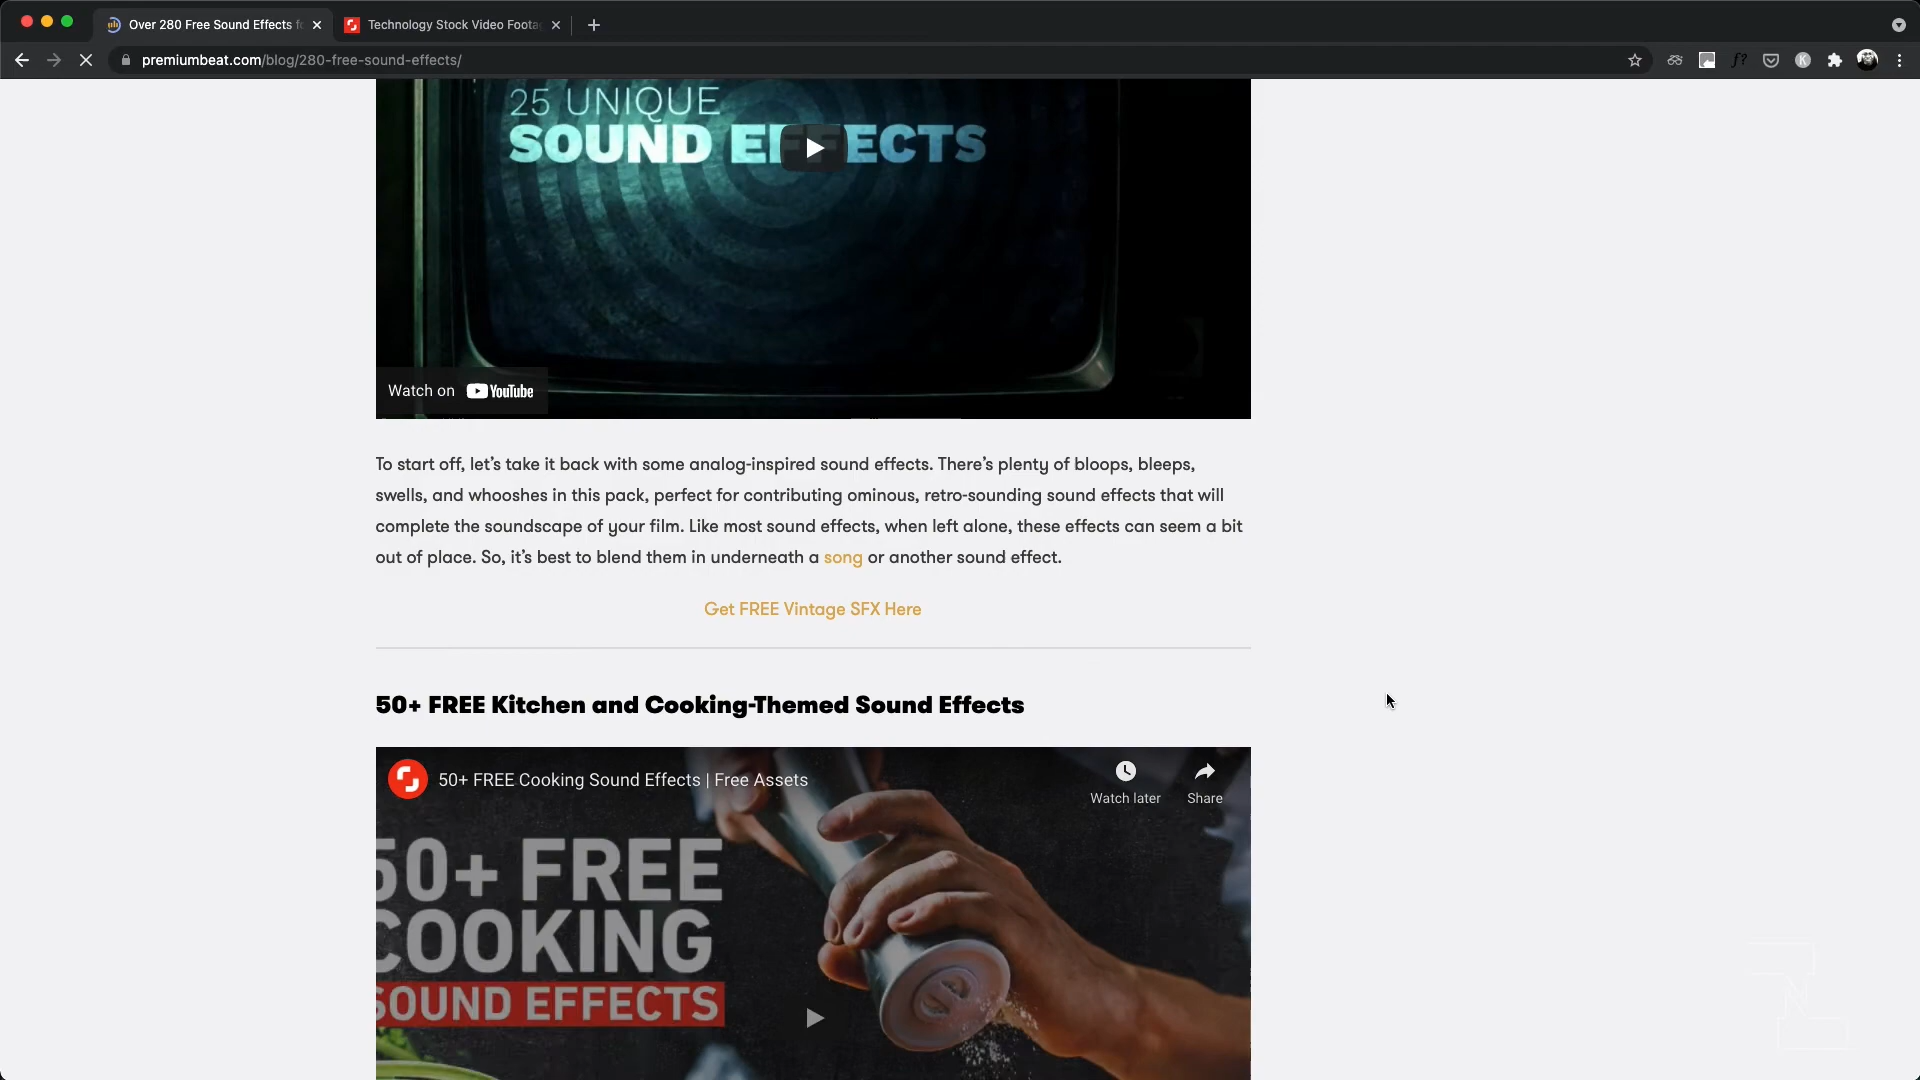 Over 280 Free Sound Effects f
Technology Stock Video Foota
premiumbeat.com/blog/280-free-sound-effects/
25 UNIQUE
SOUND EFFECTS
Watch on YouTube
To start off, let's take it back with some analog-inspired sound effects. There's plenty of bloops, bleeps,
swells, and whooshes in this pack, perfect for contributing ominous, retro-sounding sound effects that will
complete the soundscape of your film. Like most sound effects, when left alone, these effects can seem a bit
out of place. So, it's best to blend them in underneath a song or another sound effect.
Get FREE Vintage SFX Here
50+ FREE Kitchen and Cooking-Themed Sound Effects
50+ FREE Cooking Sound Effects | Free Assets
Watch later
Share
50+ FREE
COOKING
SOUND EFFECTS